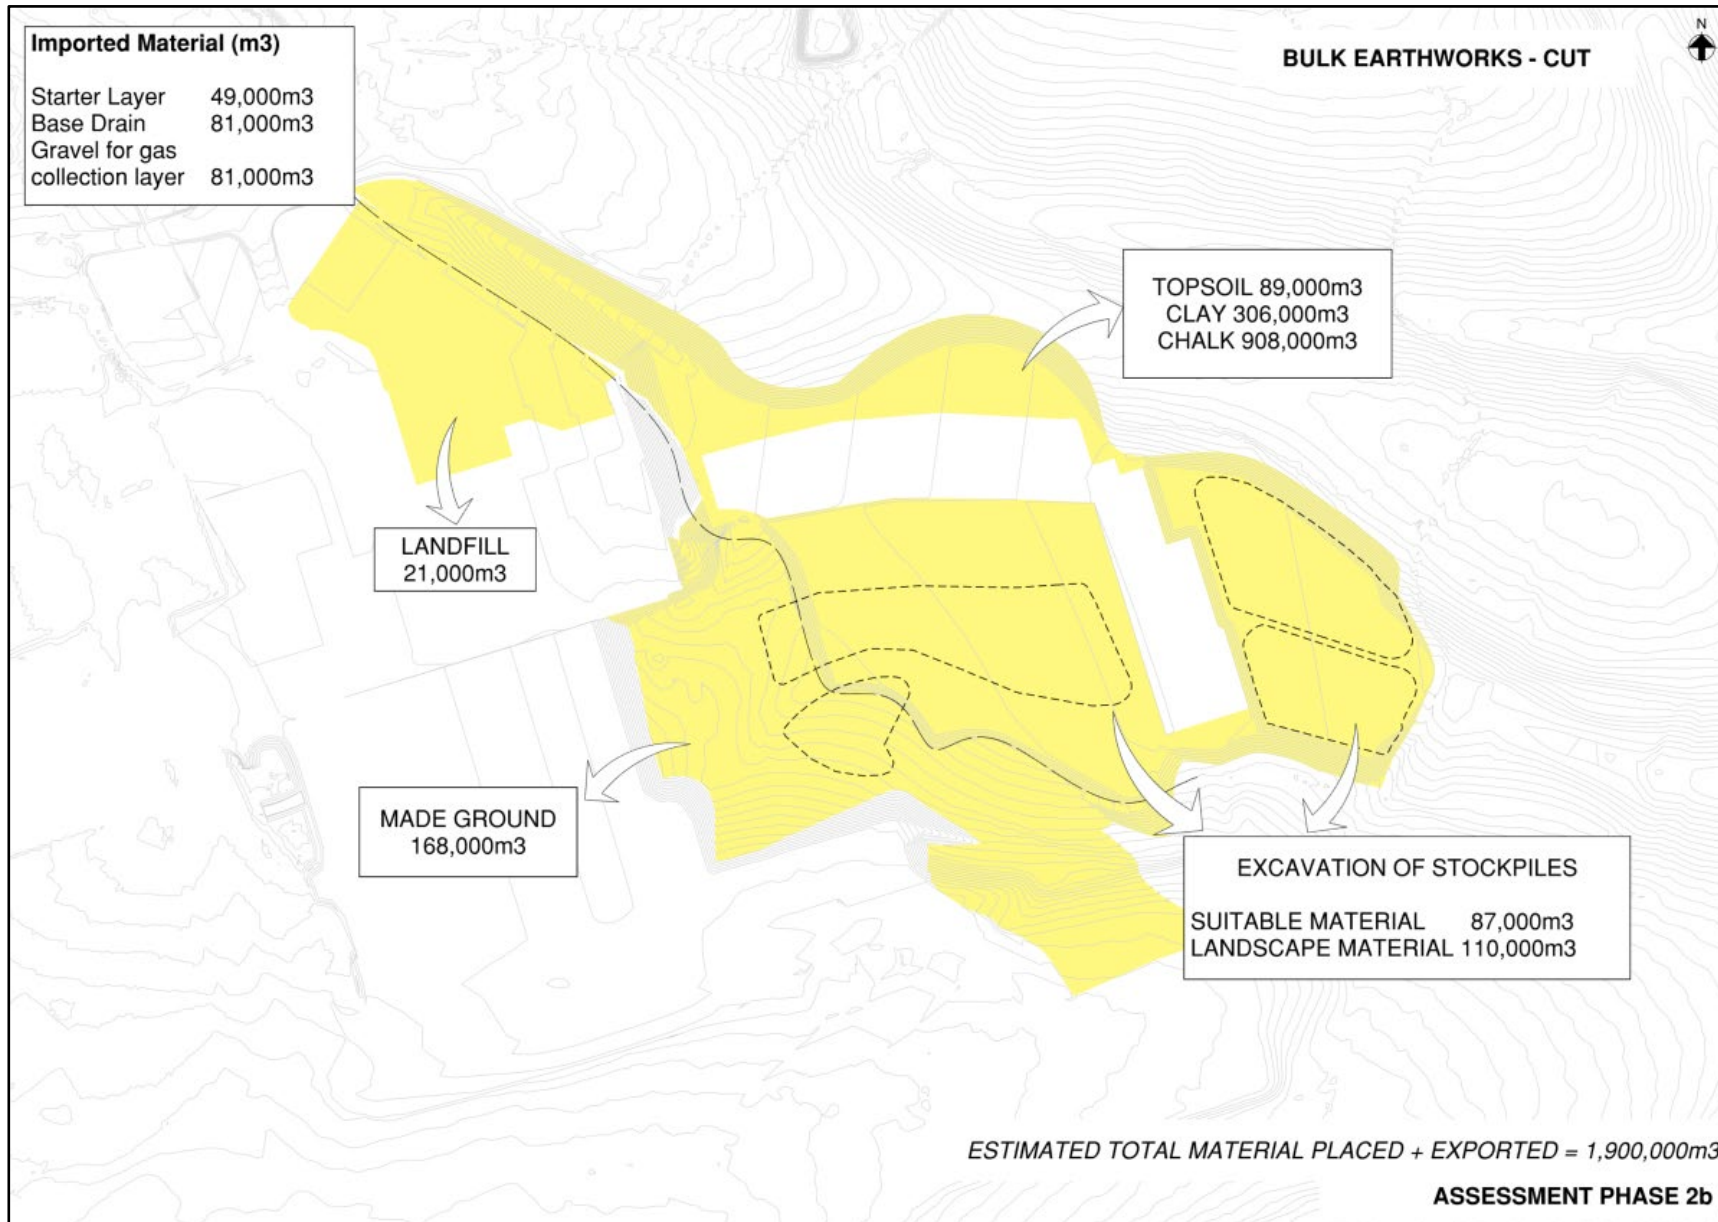 Imported Material (m3)
Starter Layer 49,000m3
Base Drain 81,000m3
Gravel for gas
collection layer 81,000m3
BULK EARTHWORKS - CUT
N
TOPSOIL 89,000m3
CLAY 306,000m3
CHALK 908,000m3
LANDFILL
21,000m3
MADE GROUND
168,000m3
EXCAVATION OF STOCKPILES
SUITABLE MATERIAL 87,000m3
LANDSCAPE MATERIAL 110,000m3
ESTIMATED TOTAL MATERIAL PLACED + EXPORTED = 1,900,000m3
ASSESSMENT PHASE 2b